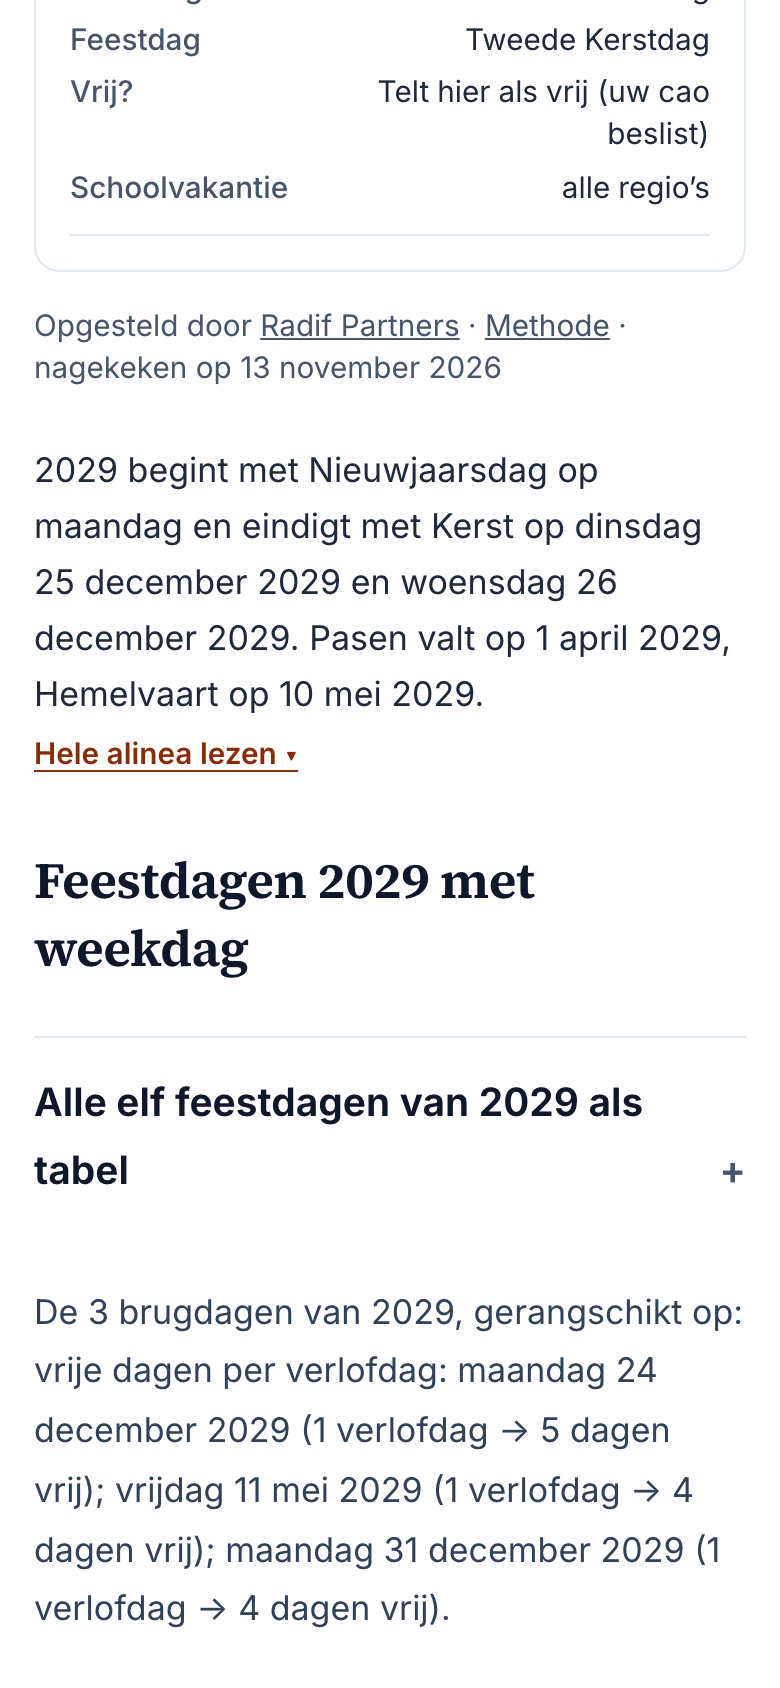 Feestdag Tweede Kerstdag
Vrij? Telt hier als vrij (uw cao
beslist)
Schoolvakantie alle regio’s
Opgesteld door Radif Partners · Methode ·
nagekeken op 13 november 2026
2029 begint met Nieuwjaarsdag op
maandag en eindigt met Kerst op dinsdag
25 december 2029 en woensdag 26
december 2029. Pasen valt op 1 april 2029,
Hemelvaart op 10 mei 2029.
Hele alinea lezen ▾
Feestdagen 2029 met
weekdag
Alle elf feestdagen van 2029 als
tabel +
De 3 brugdagen van 2029, gerangschikt op:
vrije dagen per verlofdag: maandag 24
december 2029 (1 verlofdag → 5 dagen
vrij); vrijdag 11 mei 2029 (1 verlofdag → 4
dagen vrij); maandag 31 december 2029 (1
verlofdag → 4 dagen vrij).